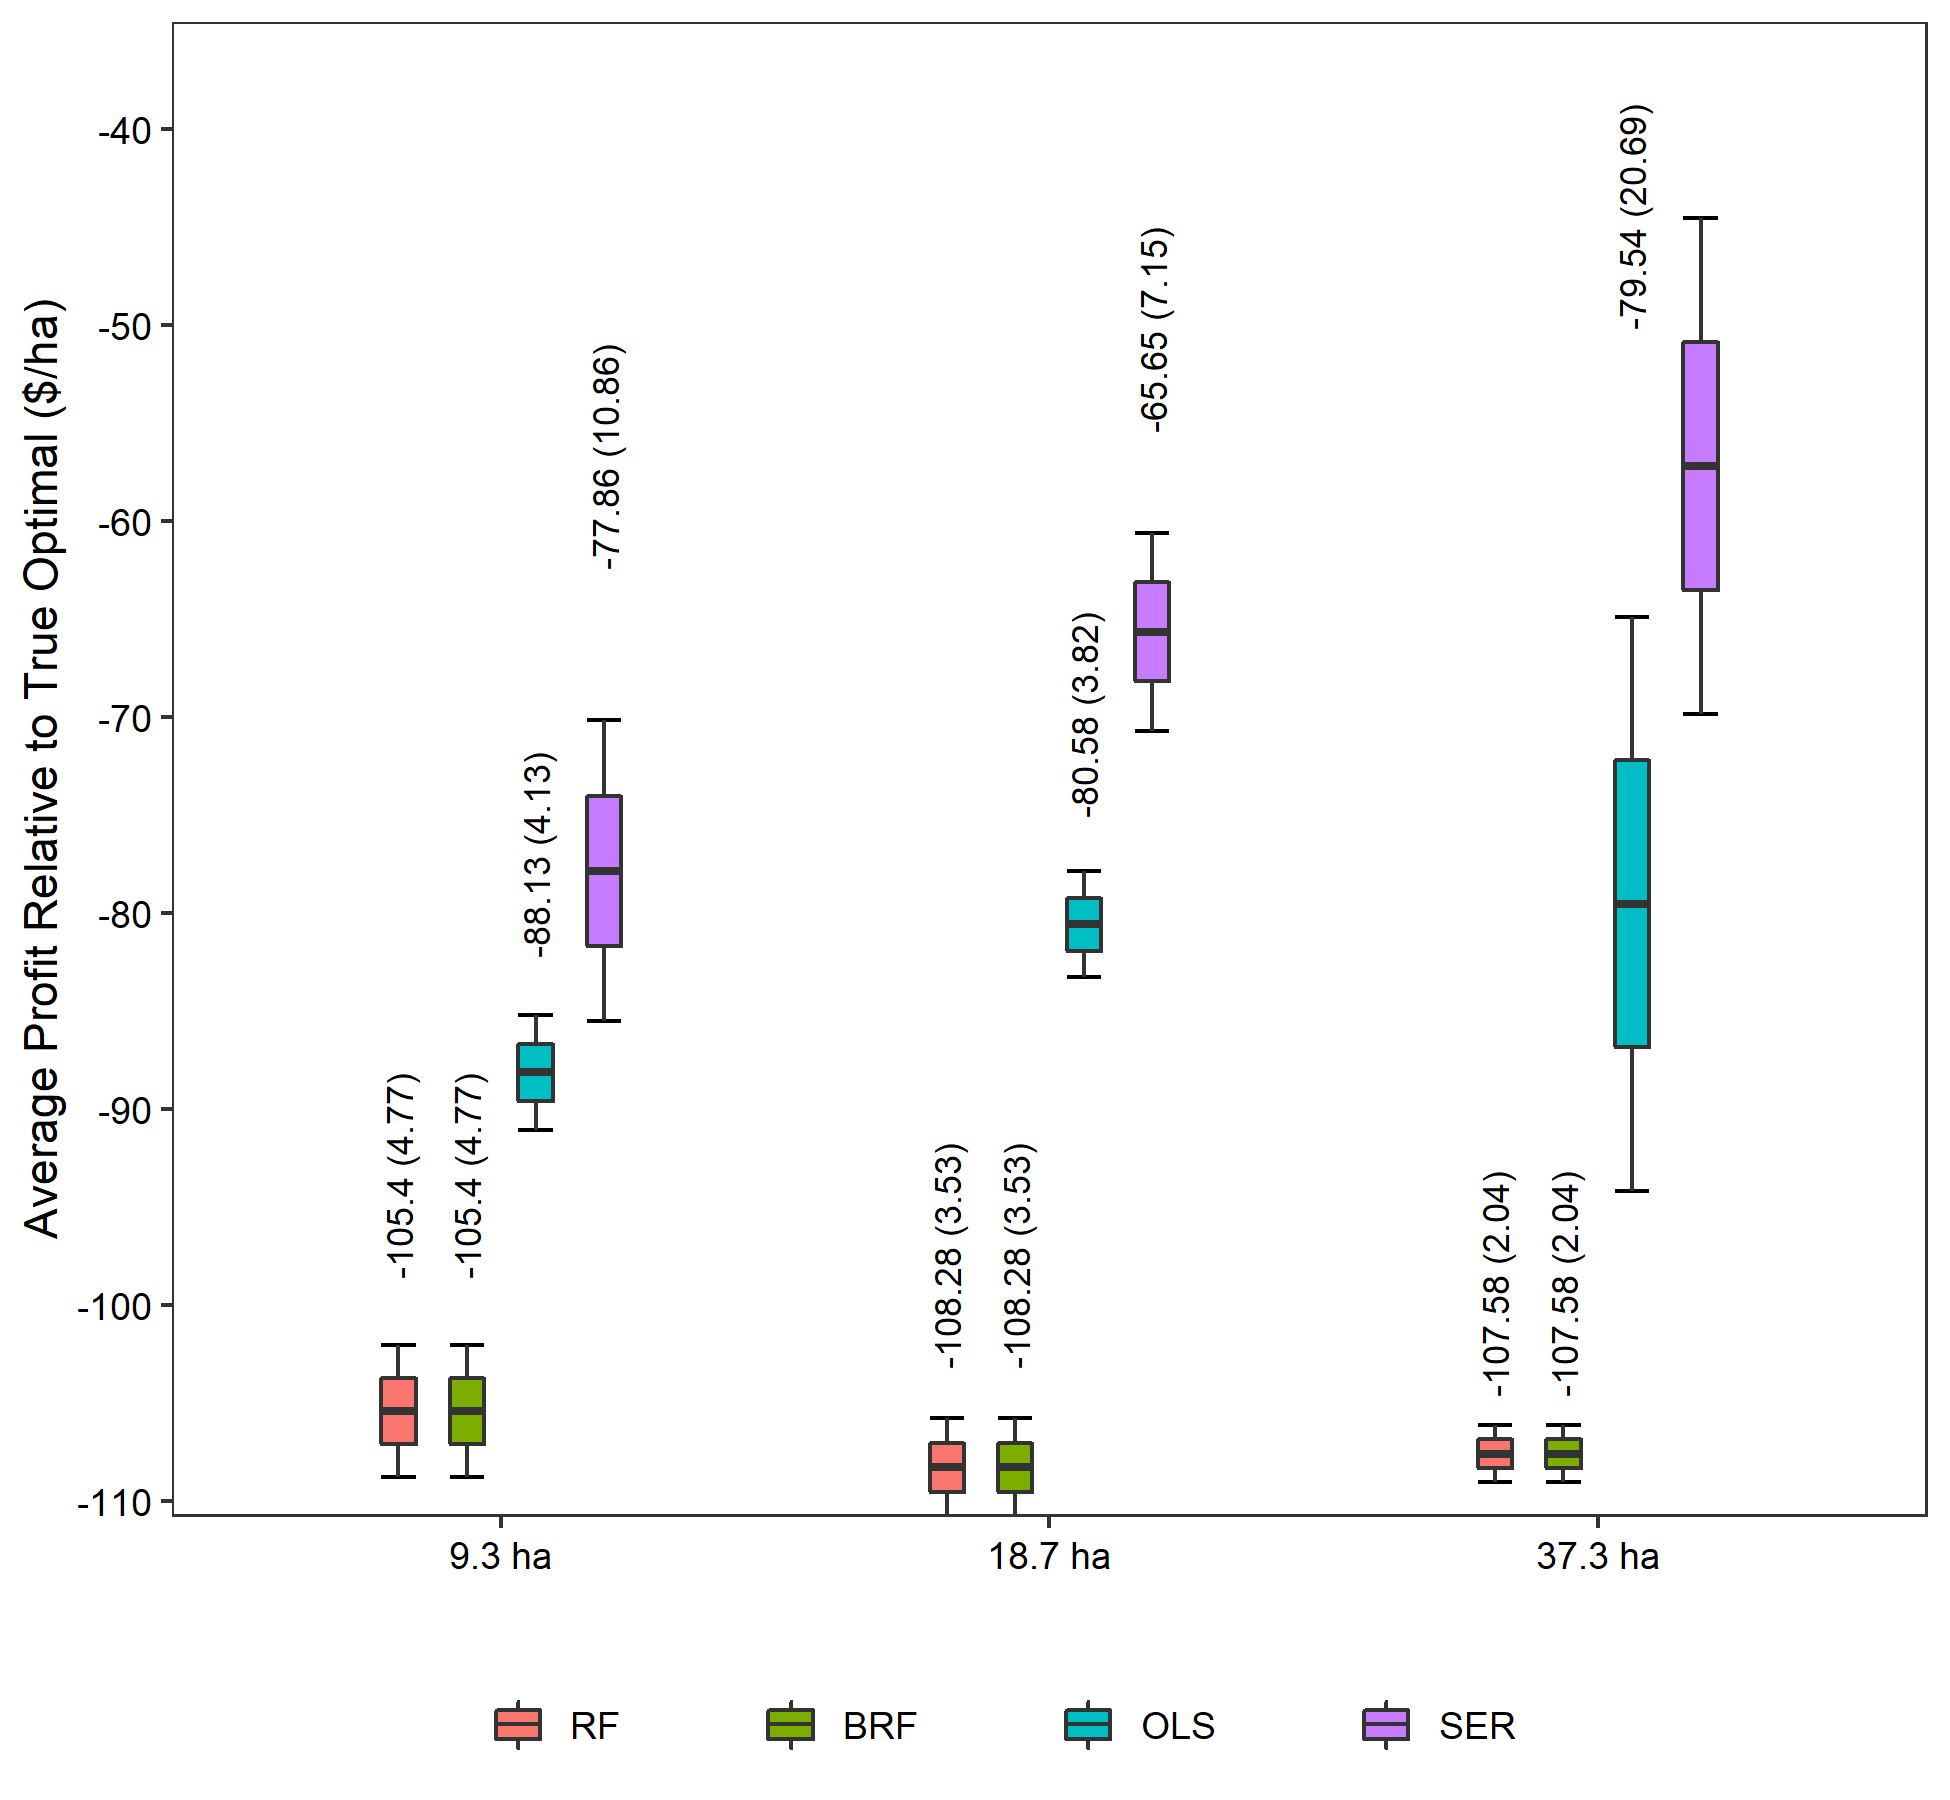 Average Profit Relative to True Optimal ($/ha)
-40
-50
-60
-70
-80
-90
-100
-110
-105.4 (4.77)
-105.4 (4.77)
-88.13 (4.13)
-77.86 (10.86)
-108.28 (3.53)
-108.28 (3.53)
-80.58 (3.82)
-65.65 (7.15)
-107.58 (2.04)
-107.58 (2.04)
-79.54 (20.69)
9.3 ha
18.7 ha
37.3 ha
RF
BRF
OLS
SER